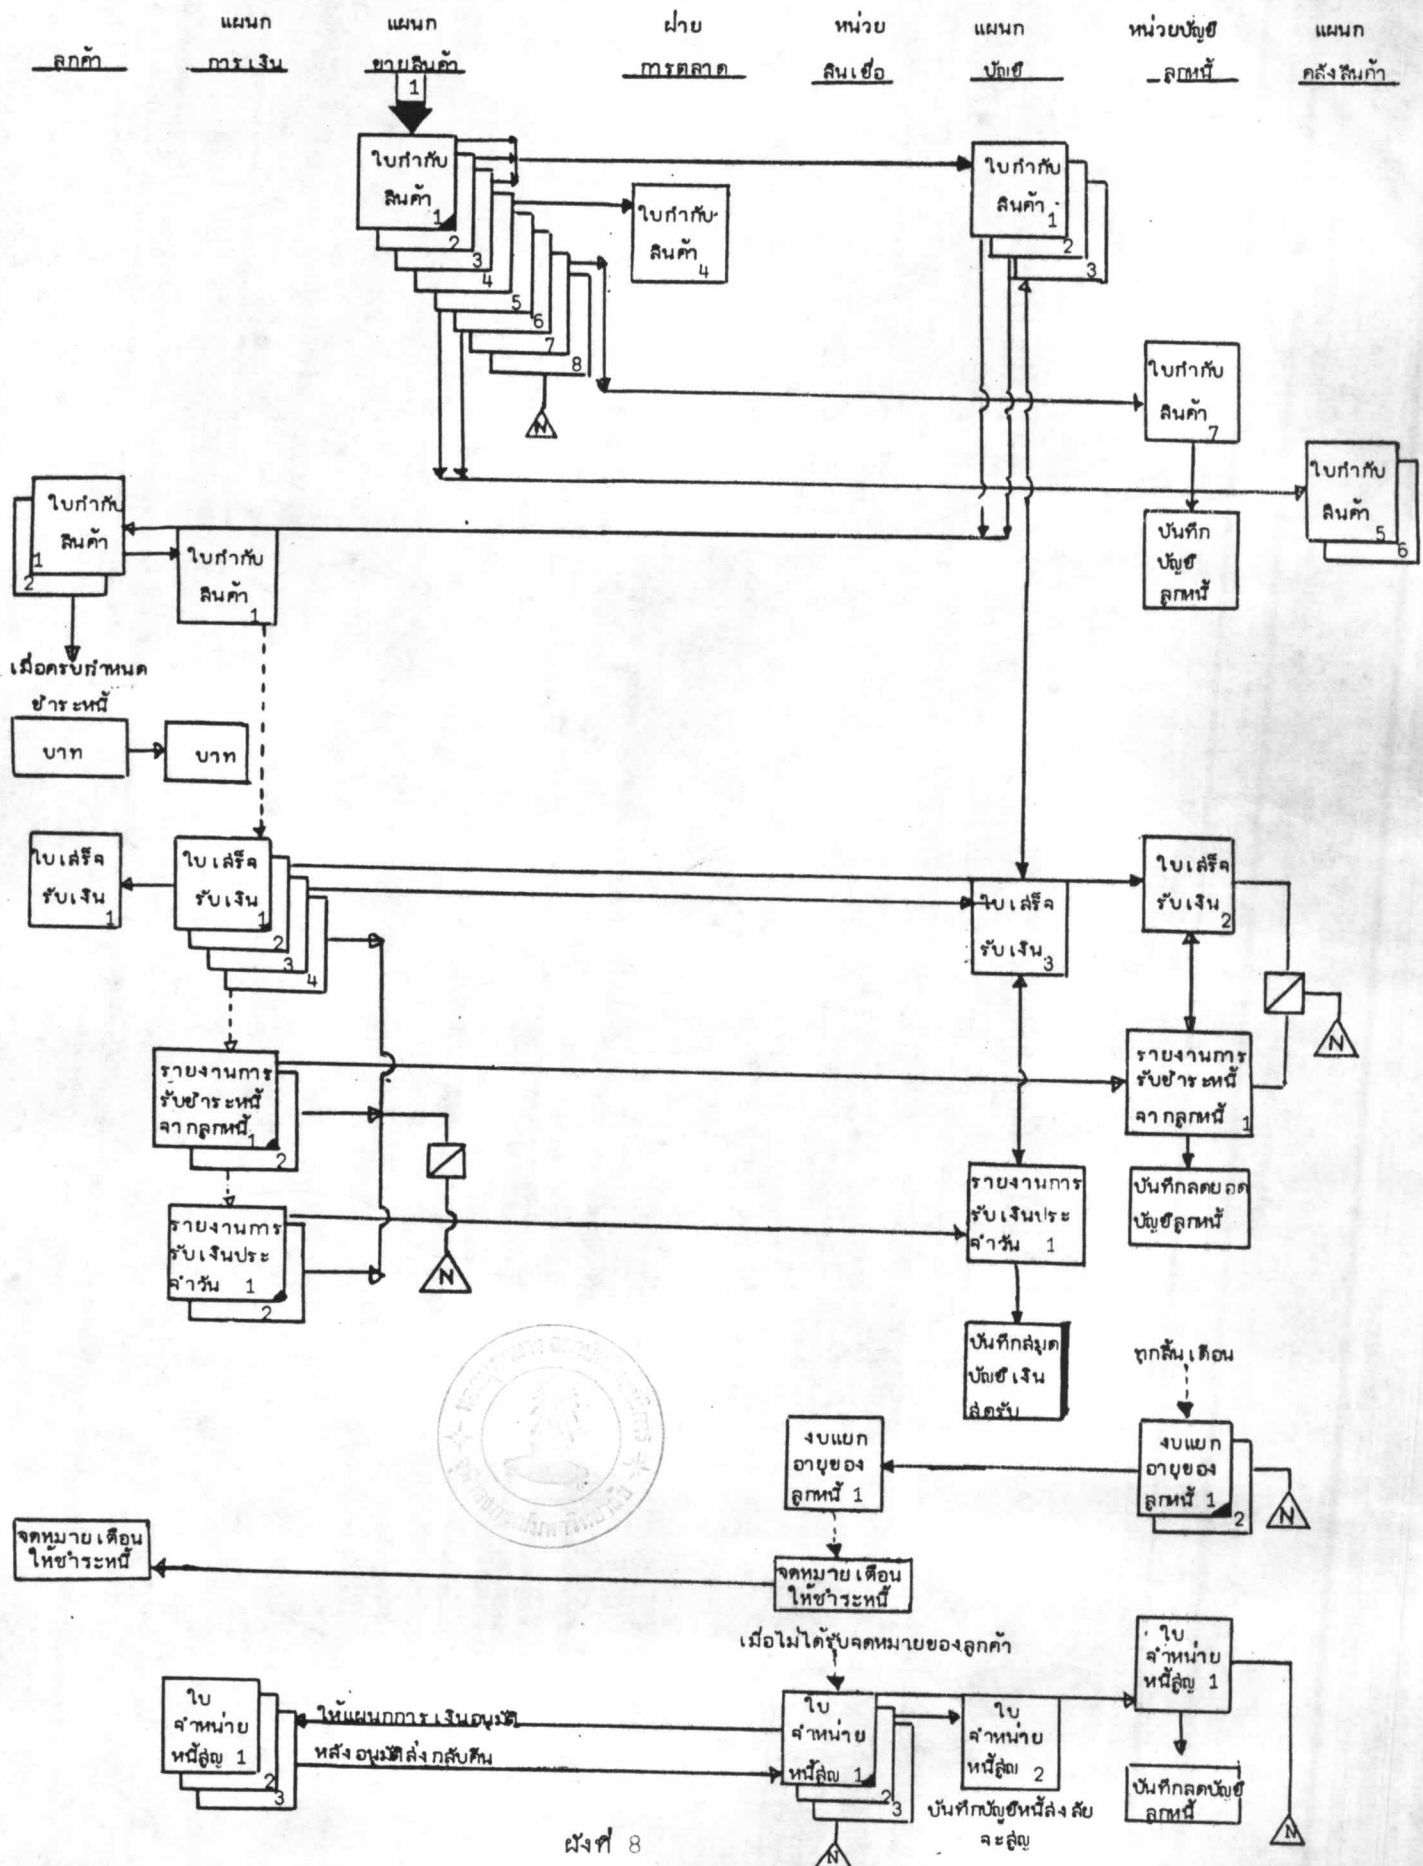 แผนก
การเงิน
แผนก
ขายสินค้า
ฝ่าย
การตลาด
หน่วย
สินเชื่อ
แผนก
บัญชี
หน่วยบัญชี
ลูกหนี้
แผนก
คลังสินค้า
ลูกค้า
1
ใบกำกับ
สินค้า
1
2
3
4
5
6
7
8
N
ใบกำกับ
สินค้า 4
ใบกำกับ
สินค้า 1
2
3
ใบกำกับ
สินค้า 7
บันทึก
บัญชี
ลูกหนี้
ใบกำกับ
สินค้า 5
6
ใบกำกับ
สินค้า
1
2
ใบกำกับ
สินค้า 1
เมื่อครบกำหนด
ชำระหนี้
บาท
บาท
ใบเสร็จ
รับเงิน 1
ใบเสร็จ
รับเงิน 1
2
3
4
ใบเสร็จ
รับเงิน 3
ใบเสร็จ
รับเงิน 2
N
รายงานการ
รับชำระหนี้
จากลูกหนี้ 1
2
รายงานการ
รับชำระหนี้
จากลูกหนี้ 1
บันทึกลดยอด
บัญชีลูกหนี้
รายงานการ
รับเงินประ
จำวัน 1
2
N
รายงานการ
รับเงินประ
จำวัน 1
บันทึกสมุด
บัญชีเงิน
สดรับ
ทุกสิ้นเดือน
งบแยก
อายุของ
ลูกหนี้ 1
งบแยก
อายุของ
ลูกหนี้ 1
2
N
จดหมายเตือน
ให้ชำระหนี้
จดหมายเตือน
ให้ชำระหนี้
เมื่อไม่ได้รับจดหมายของลูกค้า
ใบ
จำหน่าย
หนี้สูญ 1
2
3
ให้แผนกการเงินอนุมัติ
หลังอนุมัติส่งกลับคืน
ใบ
จำหน่าย
หนี้สูญ 1
2
3
N
ใบ
จำหน่าย
หนี้สูญ
2
บันทึกบัญชีหนี้สงสัย
จะสูญ
ใบ
จำหน่าย
หนี้สูญ 1
บันทึกลดบัญชี
ลูกหนี้
N
ผังที่ 8